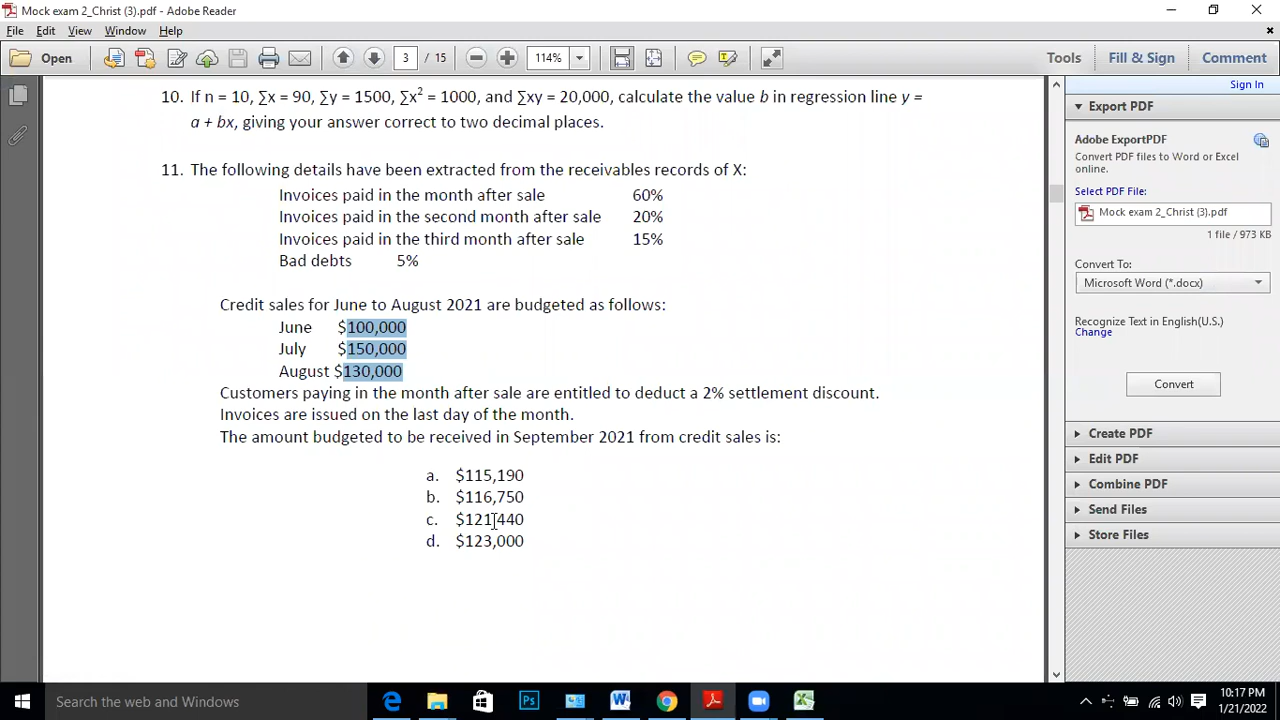 Mock exam 2_Christ (3).pdf - Adobe Reader
File Edit View Window Help
Open 3 / 15 114% Tools Fill & Sign Comment
10. If n = 10, ∑x = 90, ∑y = 1500, ∑x² = 1000, and ∑xy = 20,000, calculate the value b in regression line y =
a + bx, giving your answer correct to two decimal places.
11. The following details have been extracted from the receivables records of X:
Invoices paid in the month after sale 60%
Invoices paid in the second month after sale 20%
Invoices paid in the third month after sale 15%
Bad debts 5%
Credit sales for June to August 2021 are budgeted as follows:
June $100,000
July $150,000
August $130,000
Customers paying in the month after sale are entitled to deduct a 2% settlement discount.
Invoices are issued on the last day of the month.
The amount budgeted to be received in September 2021 from credit sales is:
a. $115,190
b. $116,750
c. $121,440
d. $123,000
Sign In
Export PDF
Adobe ExportPDF
Convert PDF files to Word or Excel
online.
Select PDF File:
Mock exam 2_Christ (3).pdf
1 file / 973 KB
Convert To:
Microsoft Word (*.docx)
Recognize Text in English(U.S.)
Change
Convert
Create PDF
Edit PDF
Combine PDF
Send Files
Store Files
Search the web and Windows
10:17 PM
1/21/2022